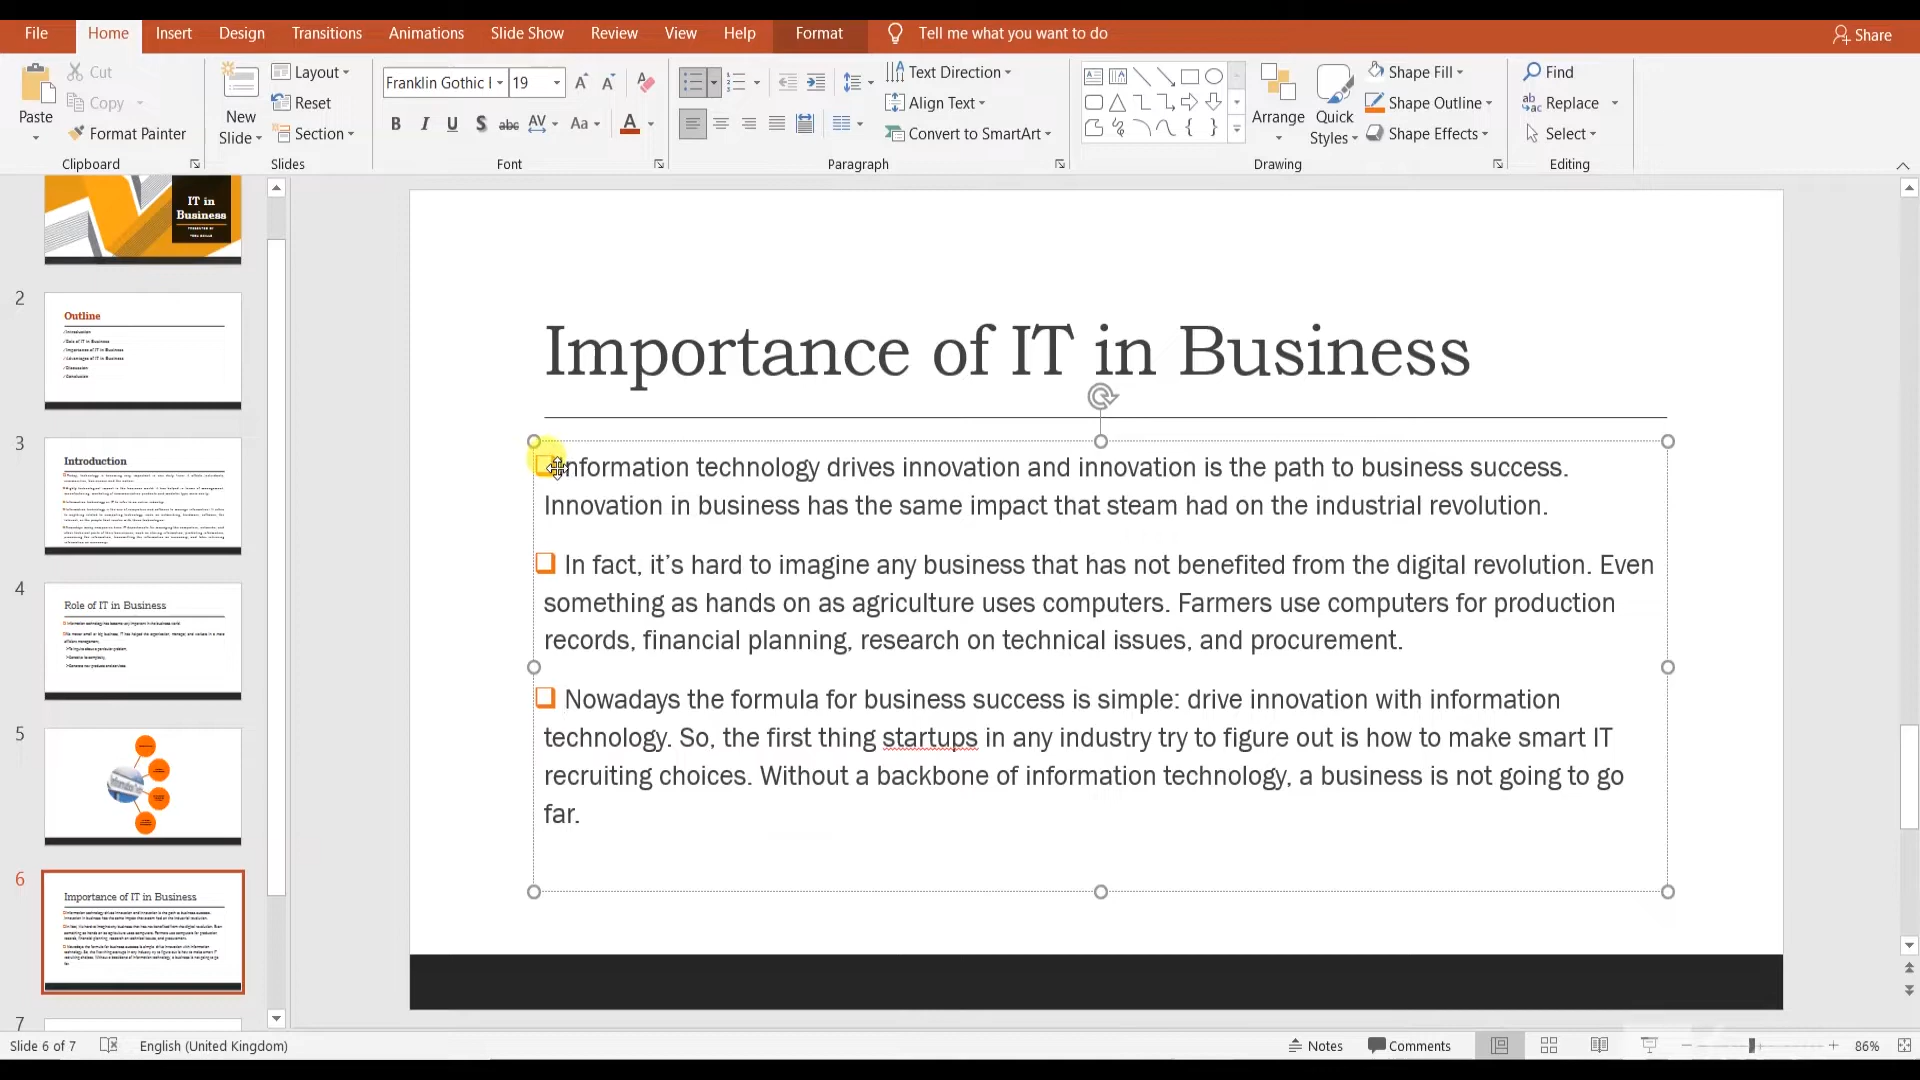 File Home Insert Design Transitions Animations Slide Show Review View Help Format Tell me what you want to do Share
Paste
Cut
Copy
Format Painter
Clipboard
New
Slide
Layout
Reset
Section
Slides
Franklin Gothic I 19
B I U S abc AV Aa A
Font
Text Direction
Align Text
Convert to SmartArt
Paragraph
Arrange
Quick
Styles
Shape Fill
Shape Outline
Shape Effects
Drawing
Find
Replace
Select
Editing
IT in
Business
2
Outline
3
Introduction
4
Role of IT in Business
5
6
Importance of IT in Business
7
Importance of IT in Business
Information technology drives innovation and innovation is the path to business success.
Innovation in business has the same impact that steam had on the industrial revolution.
In fact, it’s hard to imagine any business that has not benefited from the digital revolution. Even
something as hands on as agriculture uses computers. Farmers use computers for production
records, financial planning, research on technical issues, and procurement.
Nowadays the formula for business success is simple: drive innovation with information
technology. So, the first thing startups in any industry try to figure out is how to make smart IT
recruiting choices. Without a backbone of information technology, a business is not going to go
far.
Slide 6 of 7 English (United Kingdom) Notes Comments 86%